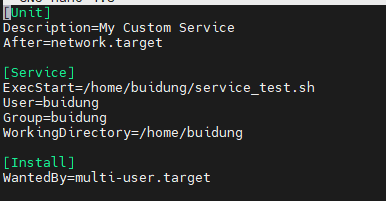 [Unit]
Description=My Custom Service
After=network.target
[Service]
ExecStart=/home/buidung/service_test.sh
User=buidung
Group=buidung
WorkingDirectory=/home/buidung
[Install]
WantedBy=multi-user.target